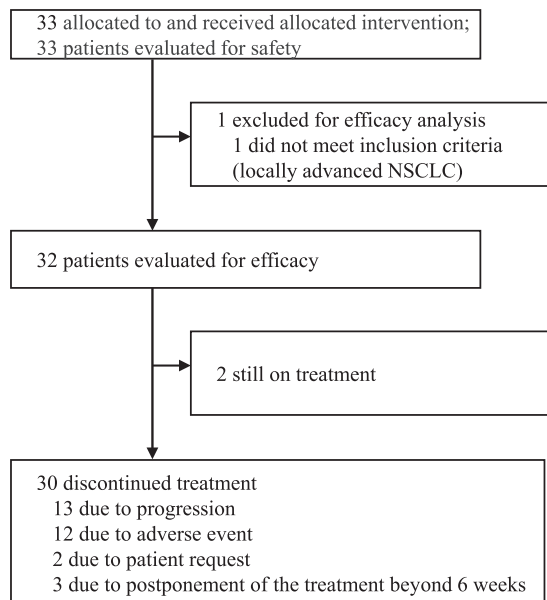 33 allocated to and received allocated intervention;
33 patients evaluated for safety
1 excluded for efficacy analysis
1 did not meet inclusion criteria
(locally advanced NSCLC)
32 patients evaluated for efficacy
2 still on treatment
30 discontinued treatment
13 due to progression
12 due to adverse event
2 due to patient request
3 due to postponement of the treatment beyond 6 weeks